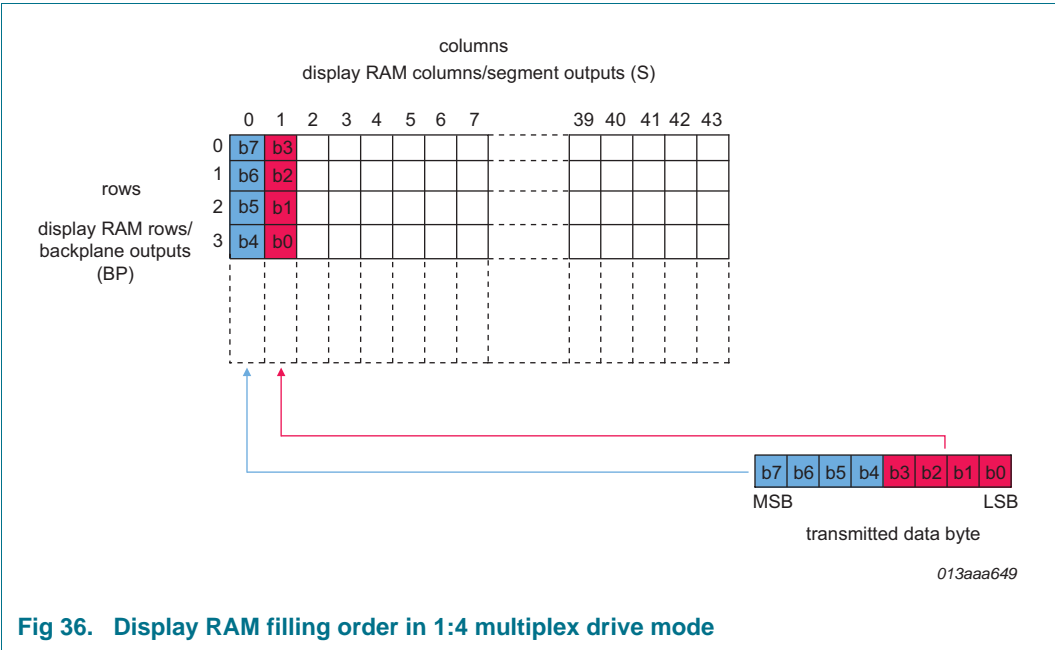 columns
display RAM columns/segment outputs (S)
0 1 2 3 4 5 6 7 39 40 41 42 43
0 b7 b3
1 b6 b2
rows
2 b5 b1
display RAM rows/
3 b4 b0
backplane outputs
(BP)
b7 b6 b5 b4 b3 b2 b1 b0
MSB LSB
transmitted data byte
013aaa649
Fig 36. Display RAM filling order in 1:4 multiplex drive mode